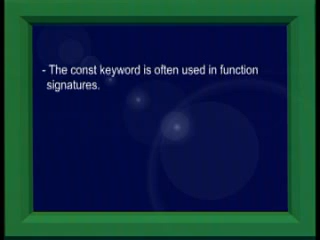 - The const keyword is often used in function
signatures.